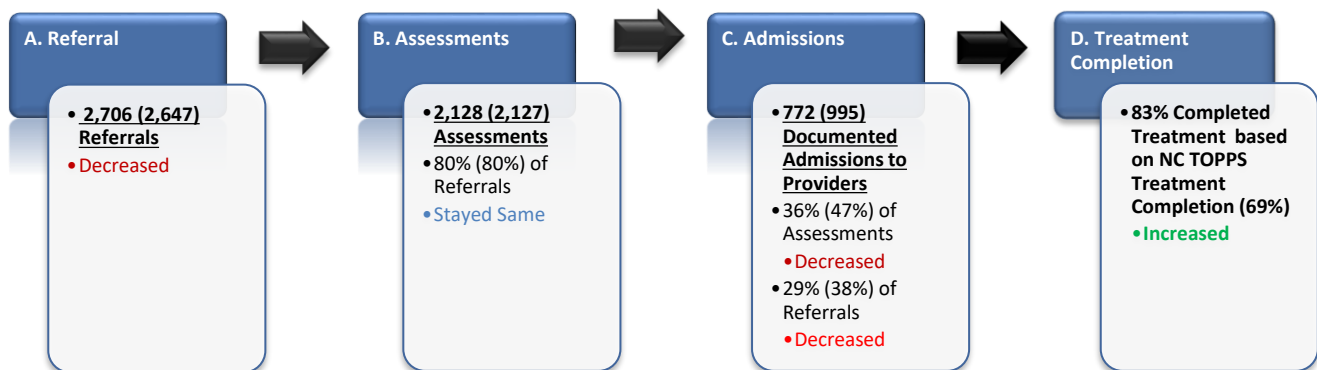 A. Referral
• 2,706 (2,647)
Referrals
•Decreased
B. Assessments
•2,128 (2,127)
Assessments
•80% (80%) of
Referrals
•Stayed Same
C. Admissions
•772 (995)
Documented
Admissions to
Providers
•36% (47%) of
Assessments
•Decreased
•29% (38%) of
Referrals
•Decreased
D. Treatment
Completion
•83% Completed
Treatment based
on NC TOPPS
Treatment
Completion (69%)
•Increased